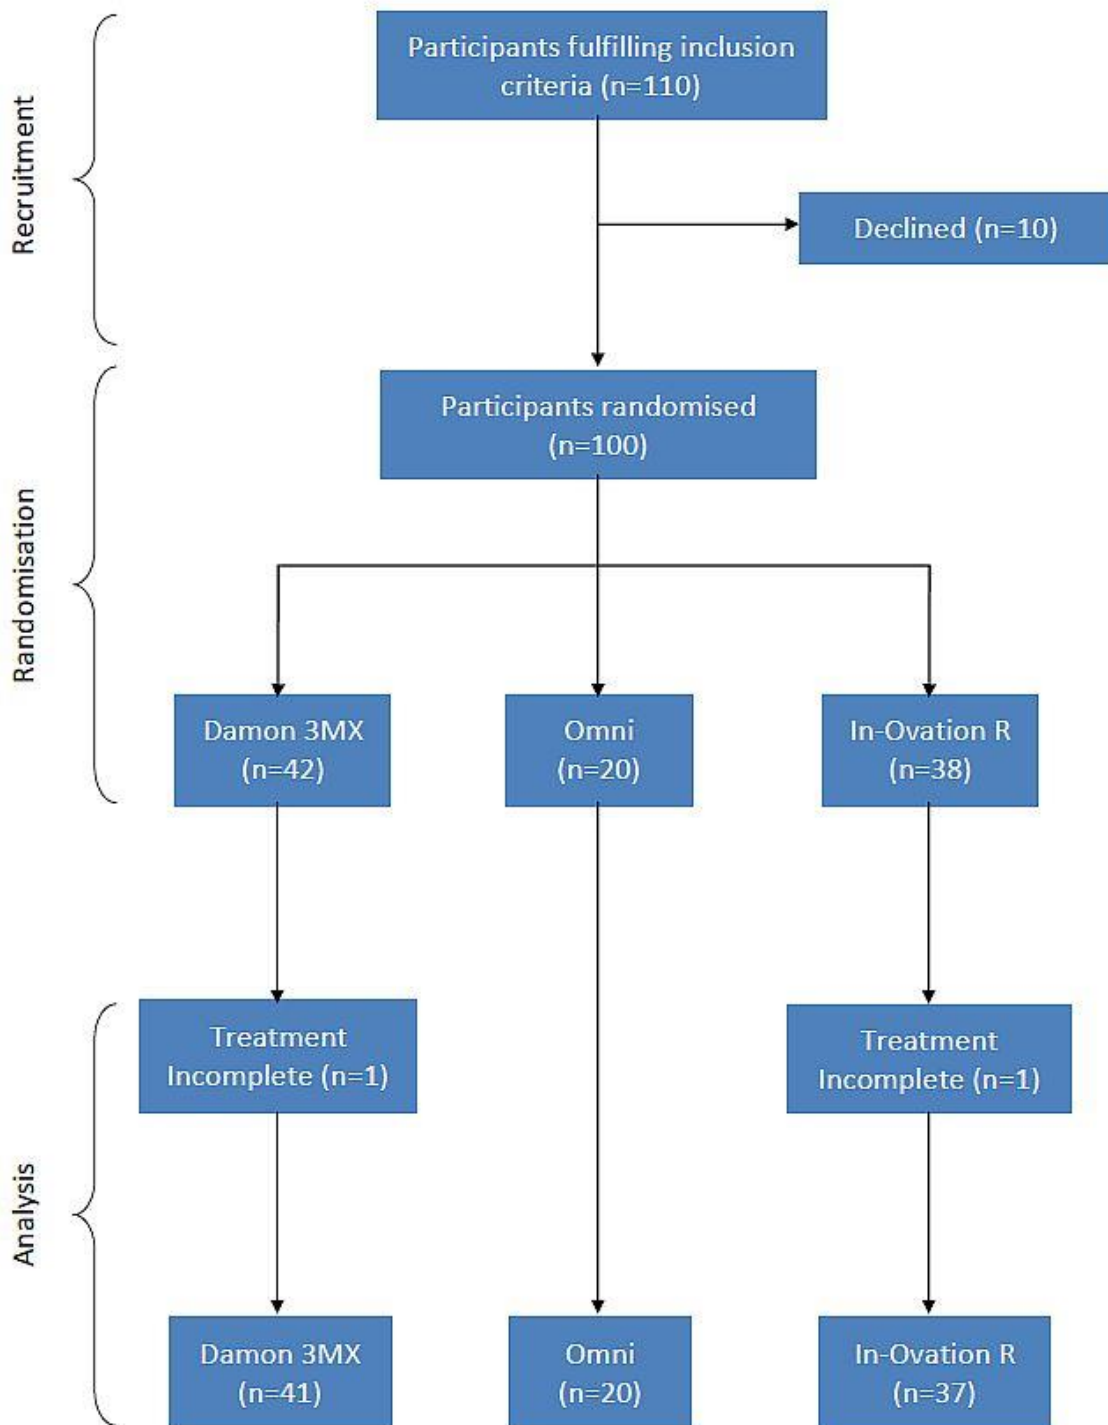 Recruitment
Participants fulfilling inclusion
criteria (n=110)
Declined (n=10)
Randomisation
Participants randomised
(n=100)
Damon 3MX
(n=42)
Omni
(n=20)
In-Ovation R
(n=38)
Analysis
Treatment
Incomplete (n=1)
Treatment
Incomplete (n=1)
Damon 3MX
(n=41)
Omni
(n=20)
In-Ovation R
(n=37)